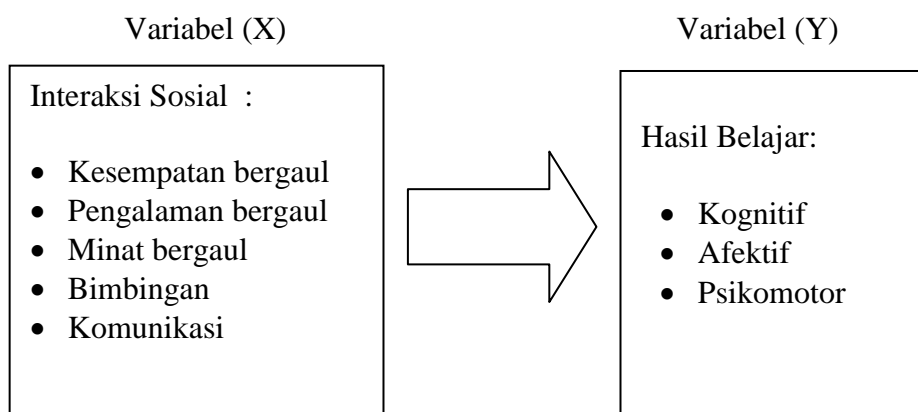 Variabel (X)
Variabel (Y)
Interaksi Sosial :
• Kesempatan bergaul
• Pengalaman bergaul
• Minat bergaul
• Bimbingan
• Komunikasi
Hasil Belajar:
• Kognitif
• Afektif
• Psikomotor